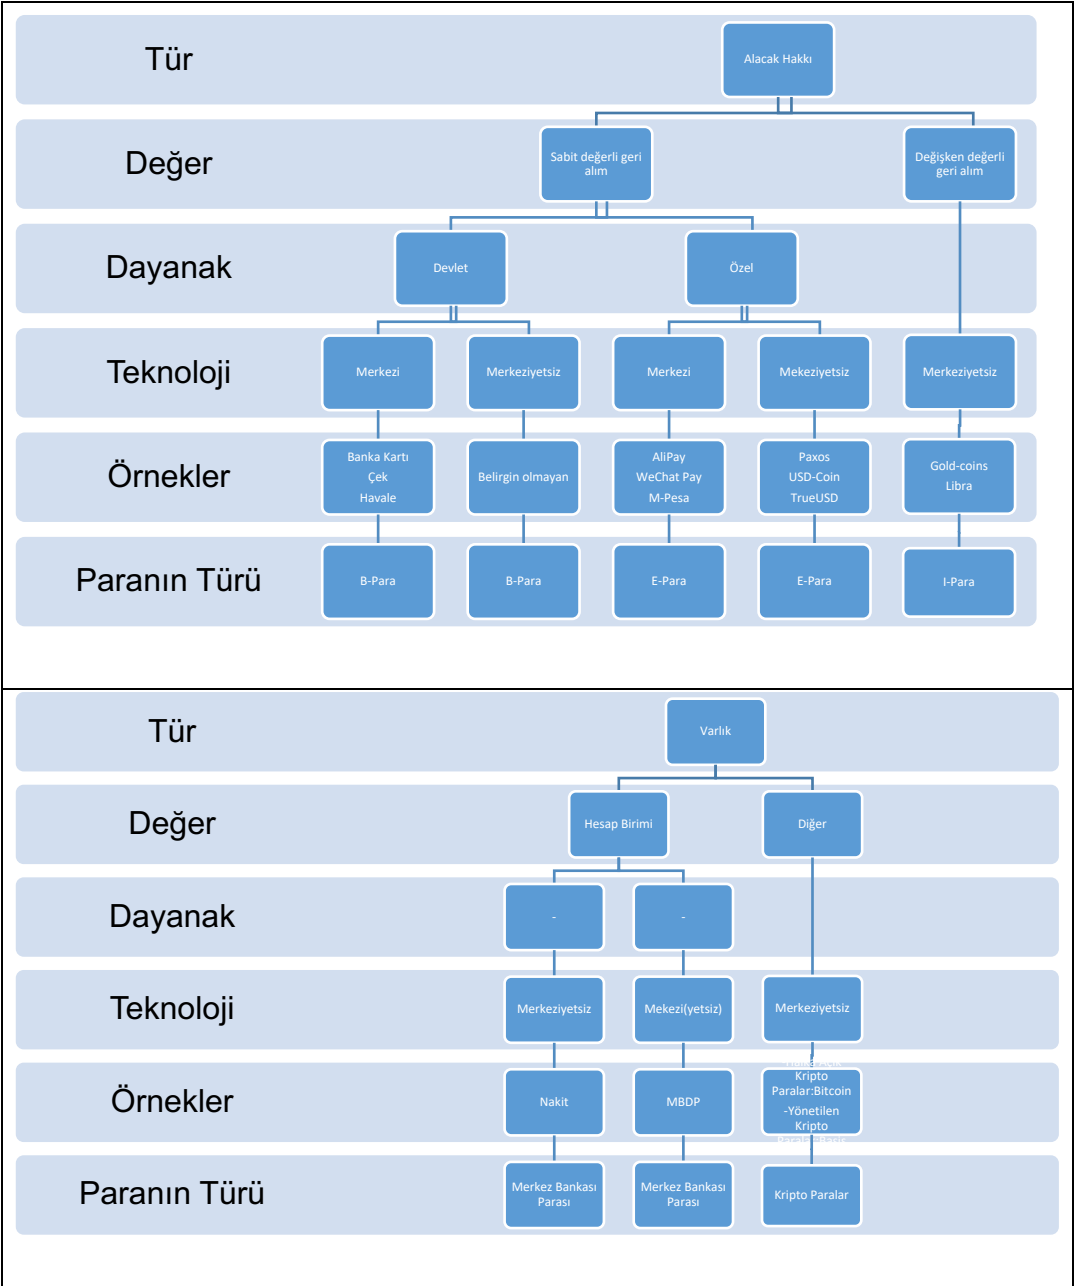 Tür
Alacak Hakkı
Değer
Sabit değerli geri
alım
Değişken değerli
geri alım
Dayanak
Devlet
Özel
Teknoloji
Merkezi
Merkeziyetsiz
Merkezi
Mekeziyetsiz
Merkeziyetsiz
Örnekler
Banka Kartı
Çek
Havale
Belirgin olmayan
AliPay
WeChat Pay
M-Pesa
Paxos
USD-Coin
TrueUSD
Gold-coins
Libra
Paranın Türü
B-Para
B-Para
E-Para
E-Para
I-Para
Tür
Varlık
Değer
Hesap Birimi
Diğer
Dayanak
-
-
Teknoloji
Merkeziyetsiz
Mekezi(yetsiz)
Merkeziyetsiz
Örnekler
Nakit
MBDP
Kripto
Paralar:Bitcoin
-Yönetilen
Kripto
Paranın Türü
Merkez Bankası
Parası
Merkez Bankası
Parası
Kripto Paralar